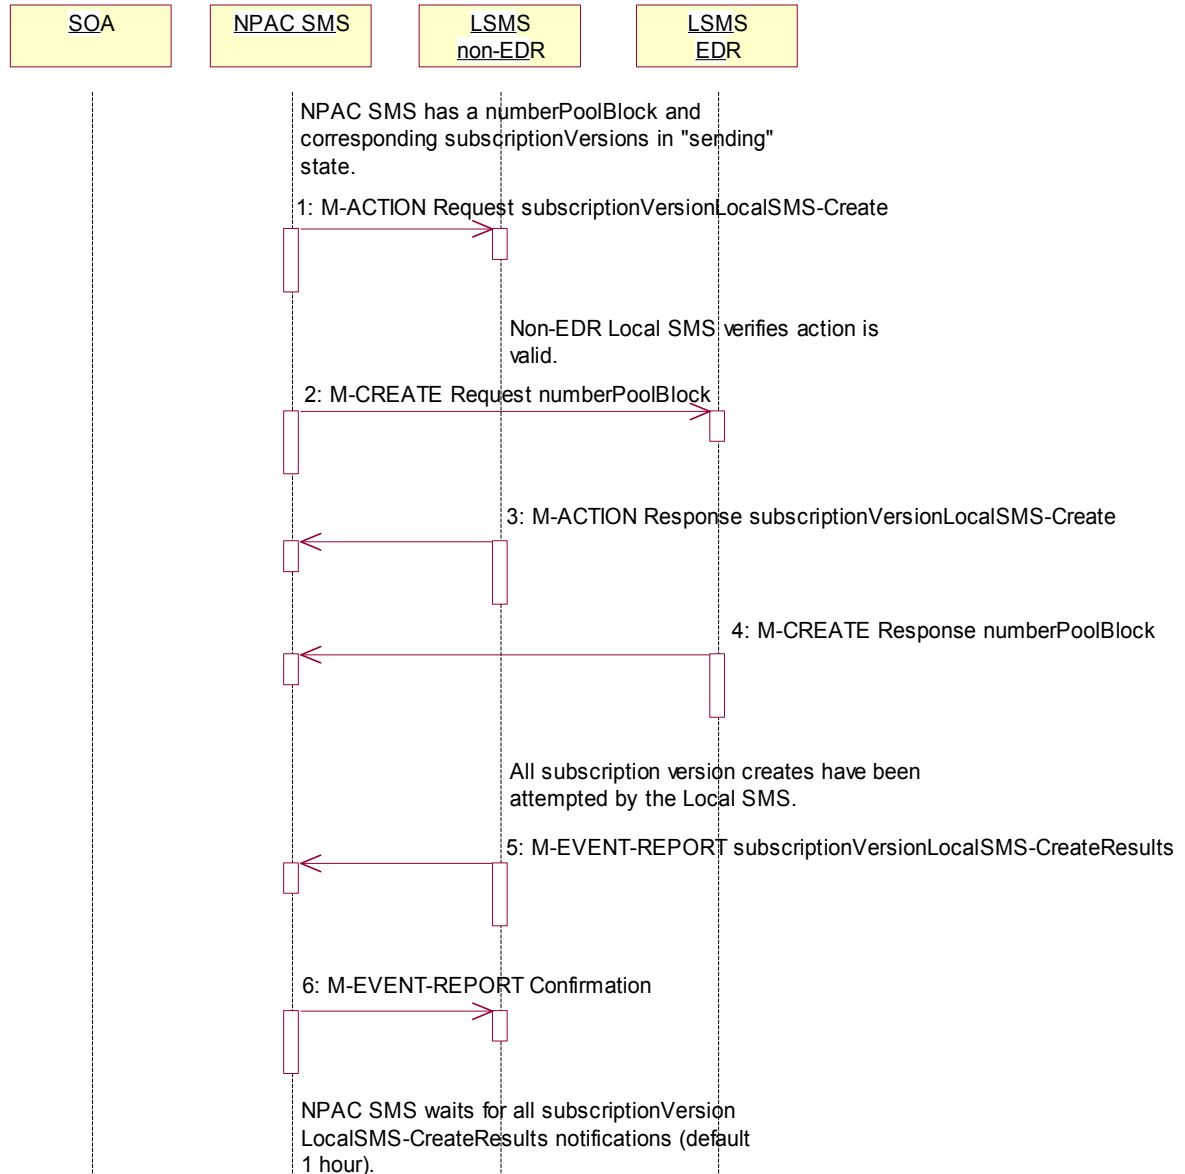 SOA
NPAC SMS
LSMS
non-EDR
LSMS
EDR
NPAC SMS has a numberPoolBlock and
corresponding subscriptionVersions in "sending"
state.
1: M-ACTION Request subscriptionVersionLocalSMS-Create
Non-EDR Local SMS verifies action is
valid.
2: M-CREATE Request numberPoolBlock
3: M-ACTION Response subscriptionVersionLocalSMS-Create
4: M-CREATE Response numberPoolBlock
All subscription version creates have been
attempted by the Local SMS.
5: M-EVENT-REPORT subscriptionVersionLocalSMS-CreateResults
6: M-EVENT-REPORT Confirmation
NPAC SMS waits for all subscriptionVersion
LocalSMS-CreateResults notifications (default
1 hour).